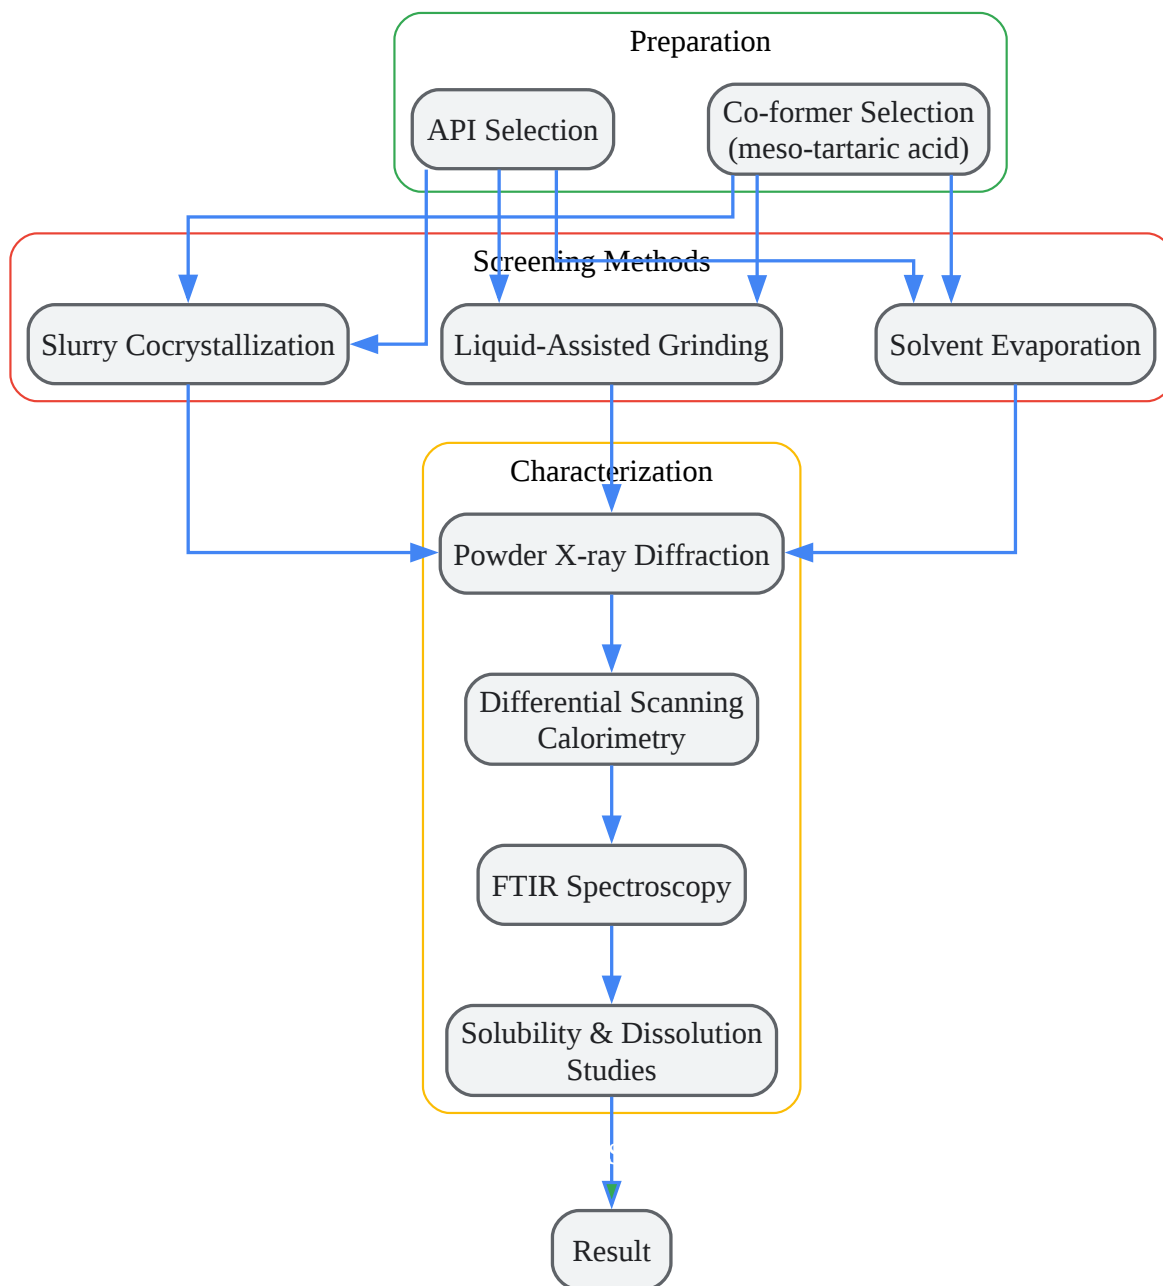 Preparation
API Selection
Co-former Selection
(meso-tartaric acid)
Screening Methods
Slurry Cocrystallization
Liquid-Assisted Grinding
Solvent Evaporation
Characterization
Powder X-ray Diffraction
Differential Scanning
Calorimetry
FTIR Spectroscopy
Solubility & Dissolution
Studies
Result